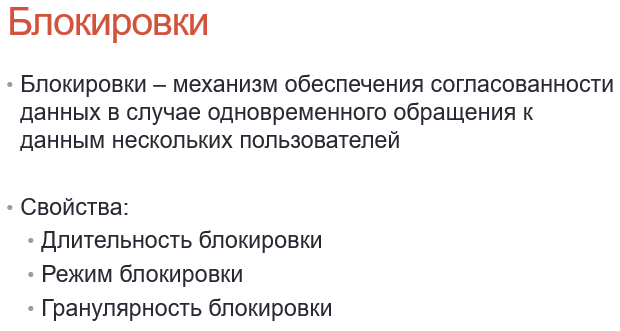 Блокировки
• Блокировки – механизм обеспечения согласованности
данных в случае одновременного обращения к
данным нескольких пользователей
• Свойства:
• Длительность блокировки
• Режим блокировки
• Гранулярность блокировки